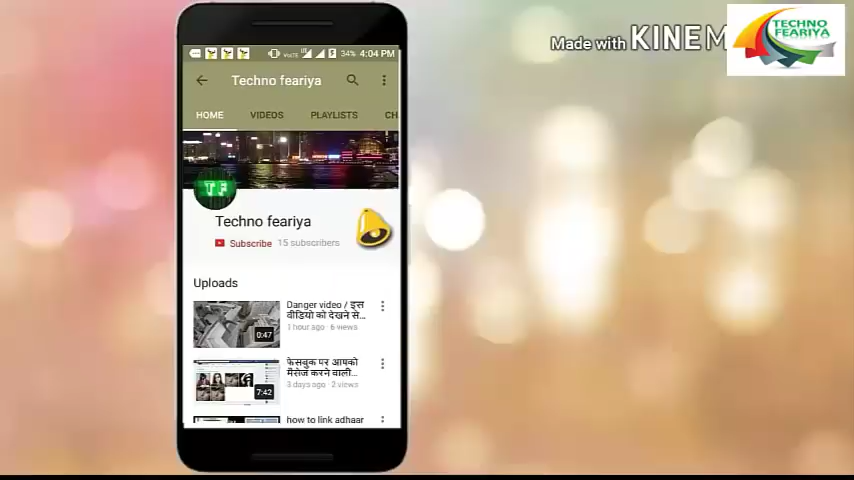 Made with KINEM
TECHNO
FEARIYA
VoLTE 34% 4:04 PM
Techno feariya
HOME VIDEOS PLAYLISTS CH
TF
Techno feariya
Subscribe 15 subscribers
Uploads
Danger video / इस
वीडियो को देखने से...
1 hour ago · 6 views
0:47
फेसबुक पर आपको
मैसेज करने वाली...
3 days ago · 2 views
7:42
how to link adhaar